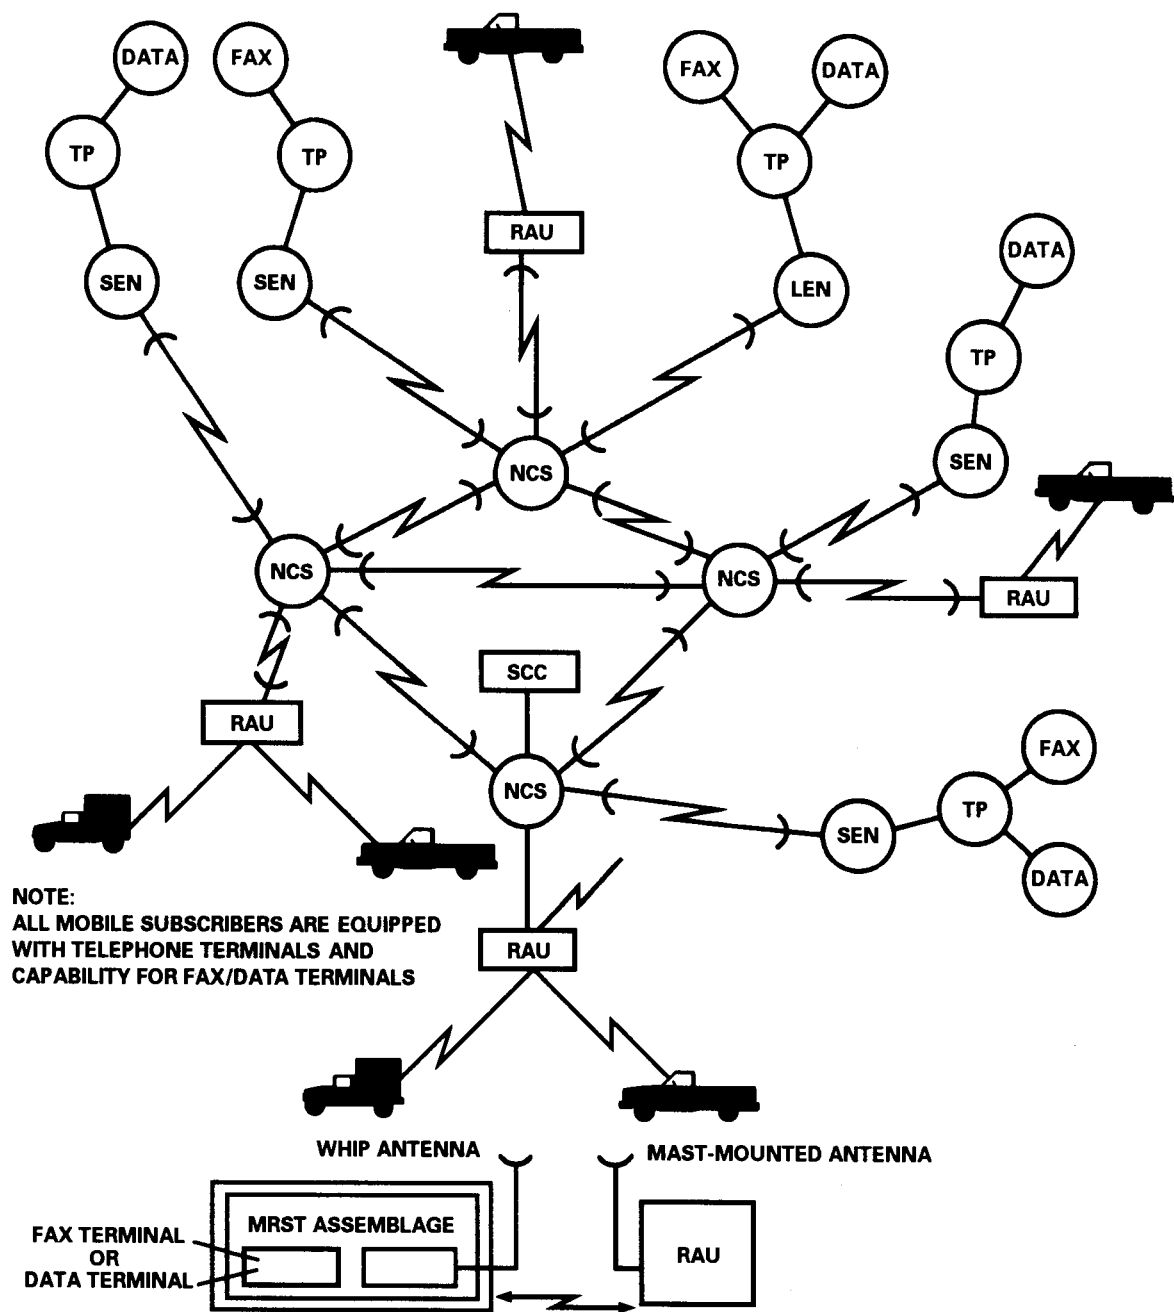 DATA
FAX
FAX
DATA
TP
TP
TP
RAU
DATA
SEN
SEN
LEN
TP
NCS
SEN
NCS
NCS
RAU
SCC
RAU
NCS
FAX
TP
SEN
DATA
NOTE:
ALL MOBILE SUBSCRIBERS ARE EQUIPPED
WITH TELEPHONE TERMINALS AND
CAPABILITY FOR FAX/DATA TERMINALS
RAU
WHIP ANTENNA
MAST-MOUNTED ANTENNA
MRST ASSEMBLAGE
FAX TERMINAL
OR
DATA TERMINAL
RAU